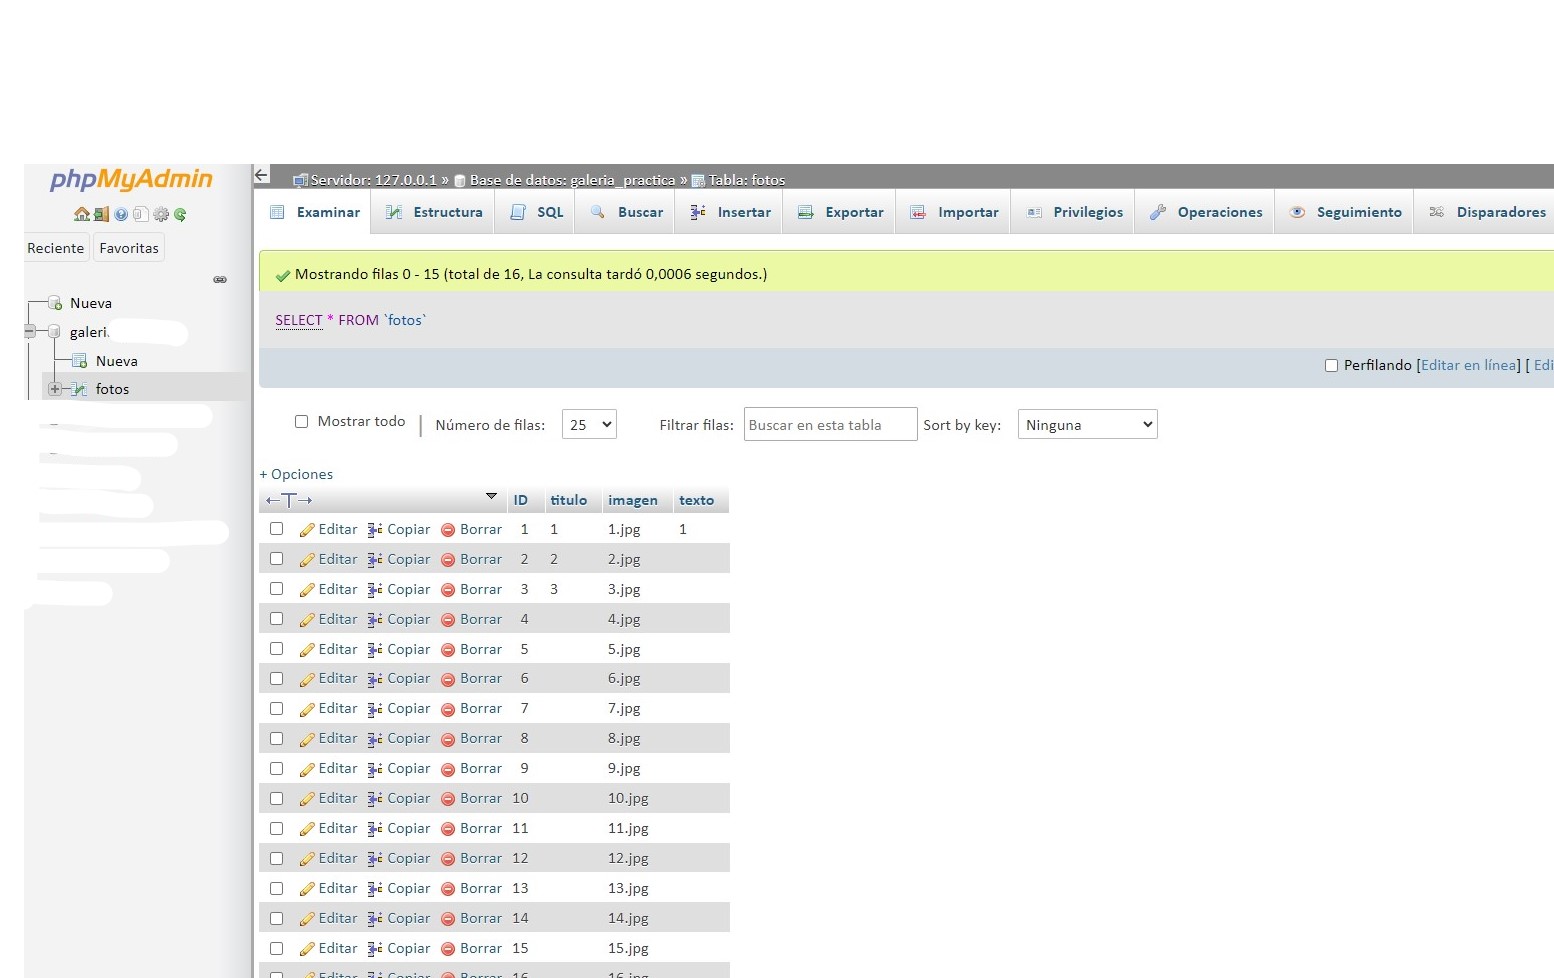 phpMyAdmin
Reciente Favoritas
Nueva
galeri
Nueva
fotos
Servidor: 127.0.0.1 » Base de datos: galeria_practica » Tabla: fotos
Examinar Estructura SQL Buscar Insertar Exportar Importar Privilegios Operaciones Seguimiento Disparadores
Mostrando filas 0 - 15 (total de 16, La consulta tardó 0,0006 segundos.)
SELECT * FROM `fotos`
Perfilando [Editar en línea] [ Edi
Mostrar todo | Número de filas: 25 Filtrar filas: Buscar en esta tabla Sort by key: Ninguna
+ Opciones
←T→ ID titulo imagen texto
Editar Copiar Borrar 1 1 1.jpg 1
Editar Copiar Borrar 2 2 2.jpg
Editar Copiar Borrar 3 3 3.jpg
Editar Copiar Borrar 4 4.jpg
Editar Copiar Borrar 5 5.jpg
Editar Copiar Borrar 6 6.jpg
Editar Copiar Borrar 7 7.jpg
Editar Copiar Borrar 8 8.jpg
Editar Copiar Borrar 9 9.jpg
Editar Copiar Borrar 10 10.jpg
Editar Copiar Borrar 11 11.jpg
Editar Copiar Borrar 12 12.jpg
Editar Copiar Borrar 13 13.jpg
Editar Copiar Borrar 14 14.jpg
Editar Copiar Borrar 15 15.jpg
Editar Copiar Borrar 16 16.jpg